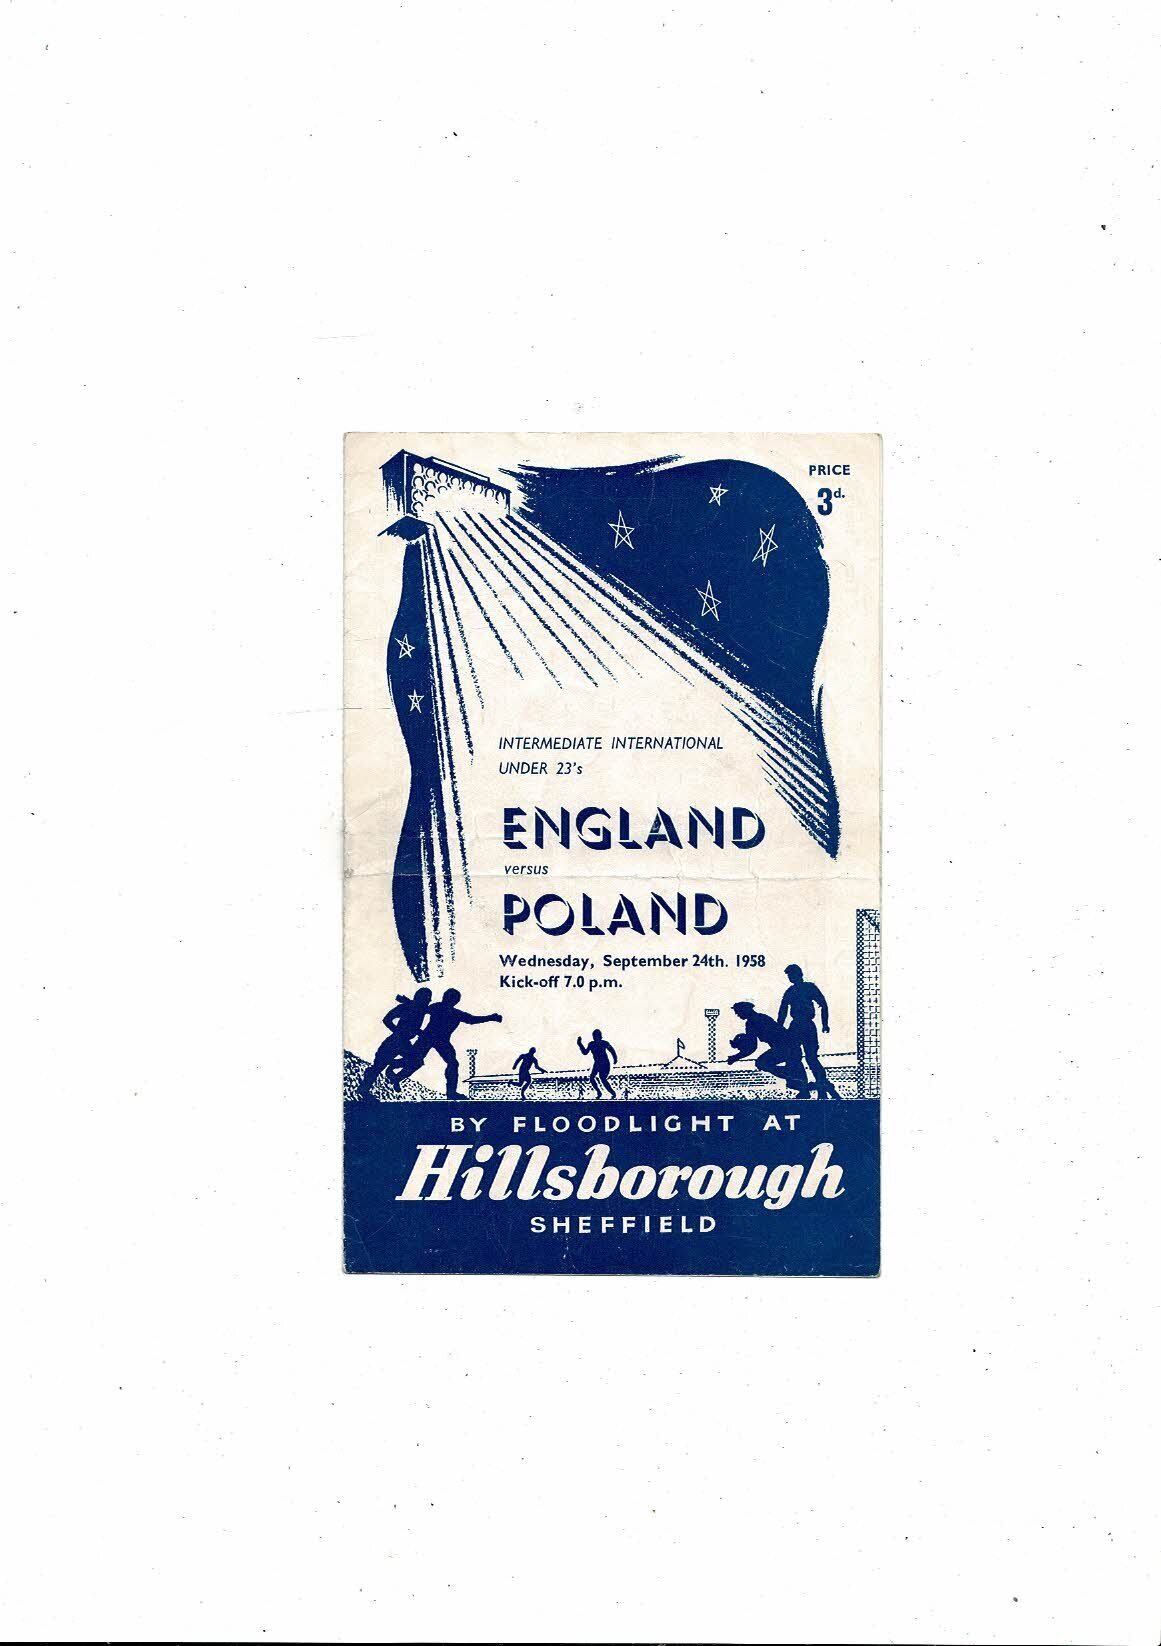 PRICE
3d.
INTERMEDIATE INTERNATIONAL
UNDER 23's
ENGLAND
versus
POLAND
Wednesday, September 24th. 1958
Kick-off 7.0 p.m.
BY FLOODLIGHT AT
Hillsborough
SHEFFIELD